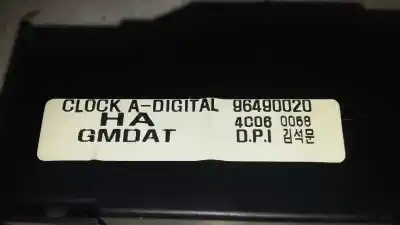 CLOCK A-DIGITAL 96490020
HA 4C06 0068
GMDAT D.P.I 김석문